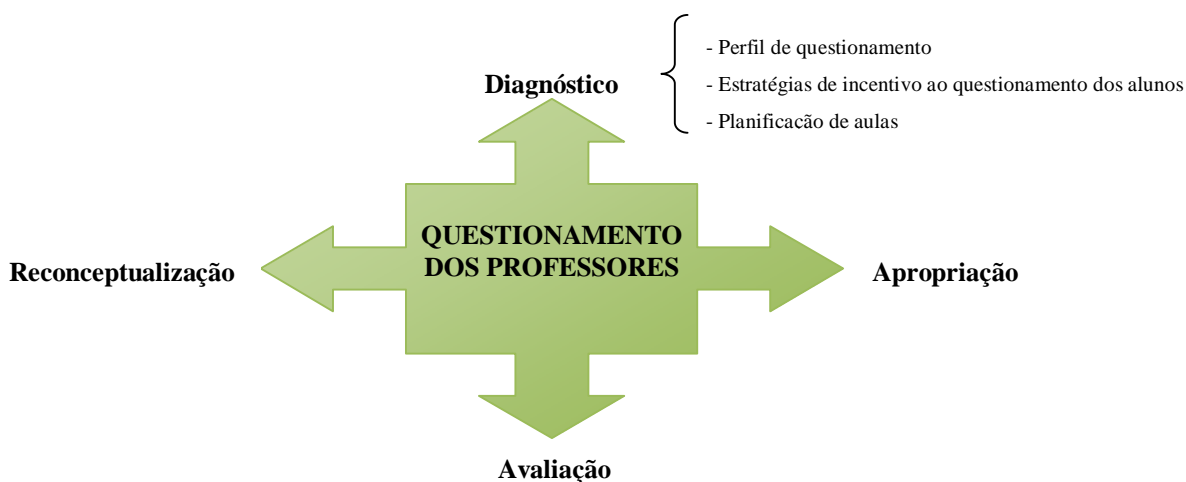 - Perfil de questionamento
Diagnóstico
- Estratégias de incentivo ao questionamento dos alunos
- Planificação de aulas
QUESTIONAMENTO
DOS PROFESSORES
Reconceptualização
Apropriação
Avaliação